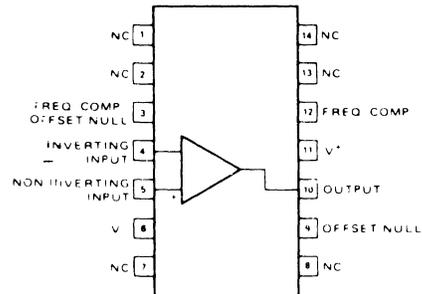 NC 1
NC 2
FREQ COMP
OFFSET NULL 3
INVERTING
INPUT 4
NON INVERTING
INPUT 5
V 6
NC 7
14 NC
13 NC
12 FREQ COMP
11 V+
10 OUTPUT
9 OFFSET NULL
8 NC
- 
+